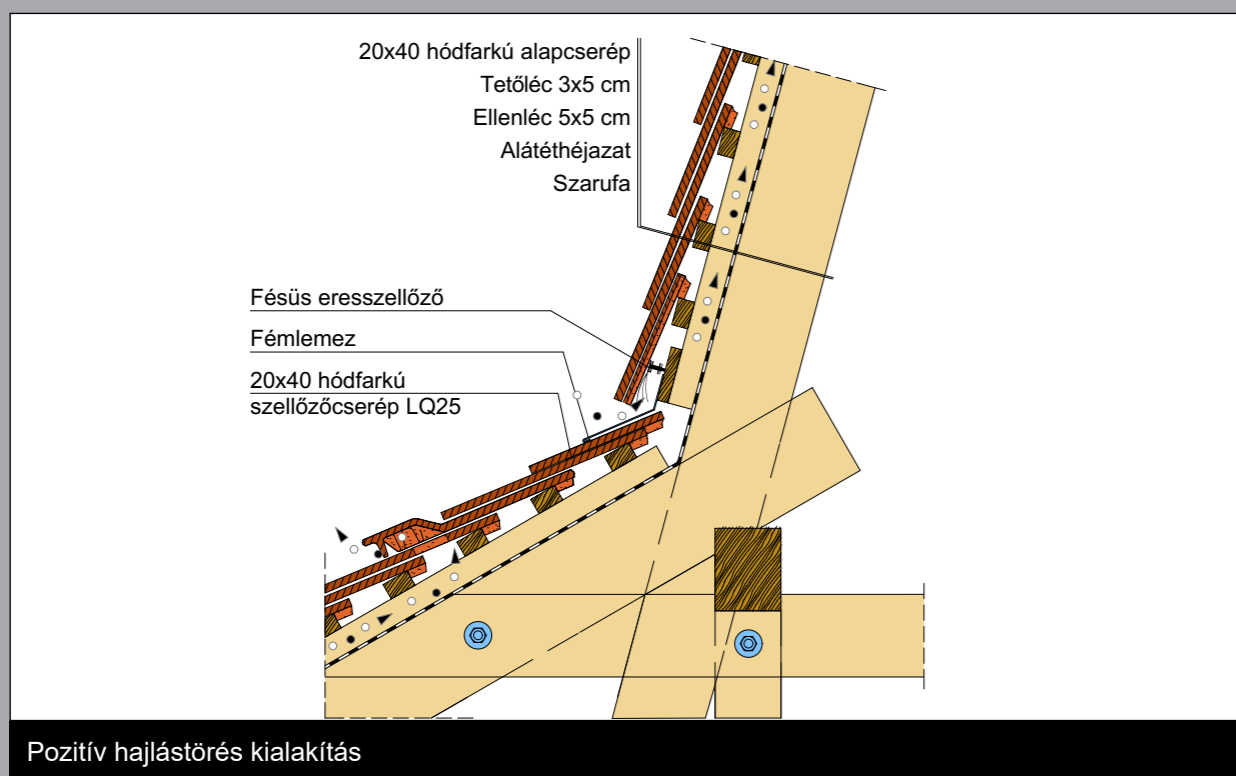 20x40 hódfarkú alapcserép
Tetőléc 3x5 cm
Ellenléc 5x5 cm
Alátéthéjazat
Szarufa
Fésüs eresszellőző
Fémlemez
20x40 hódfarkú
szellőzőcserép LQ25
Pozitív hajlástörés kialakítás